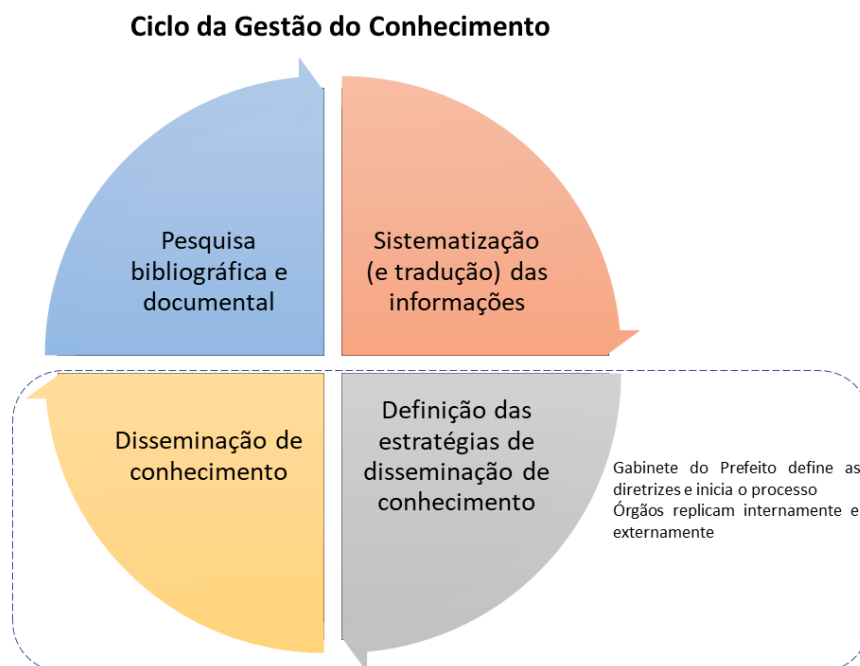 Ciclo da Gestão do Conhecimento
Pesquisa
bibliográfica e
documental
Sistematização
(e tradução) das
informações
Disseminação de
conhecimento
Definição das
estratégias de
disseminação de
conhecimento
Gabinete do Prefeito define as
diretrizes e inicia o processo
Órgãos replicam internamente e
externamente